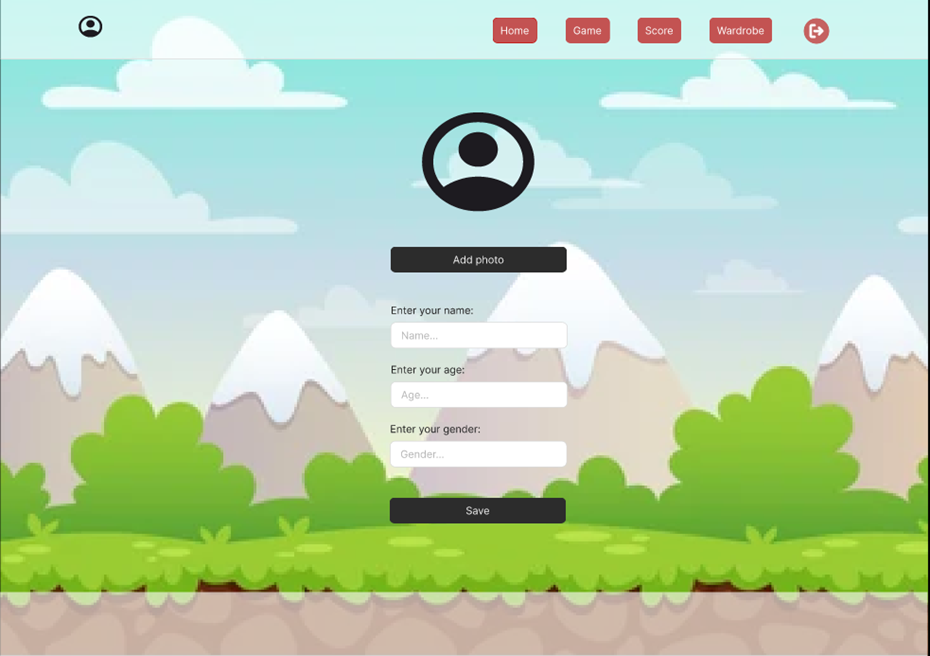 Home Game Score Wardrobe
Add photo
Enter your name:
Name...
Enter your age:
Age...
Enter your gender:
Gender...
Save